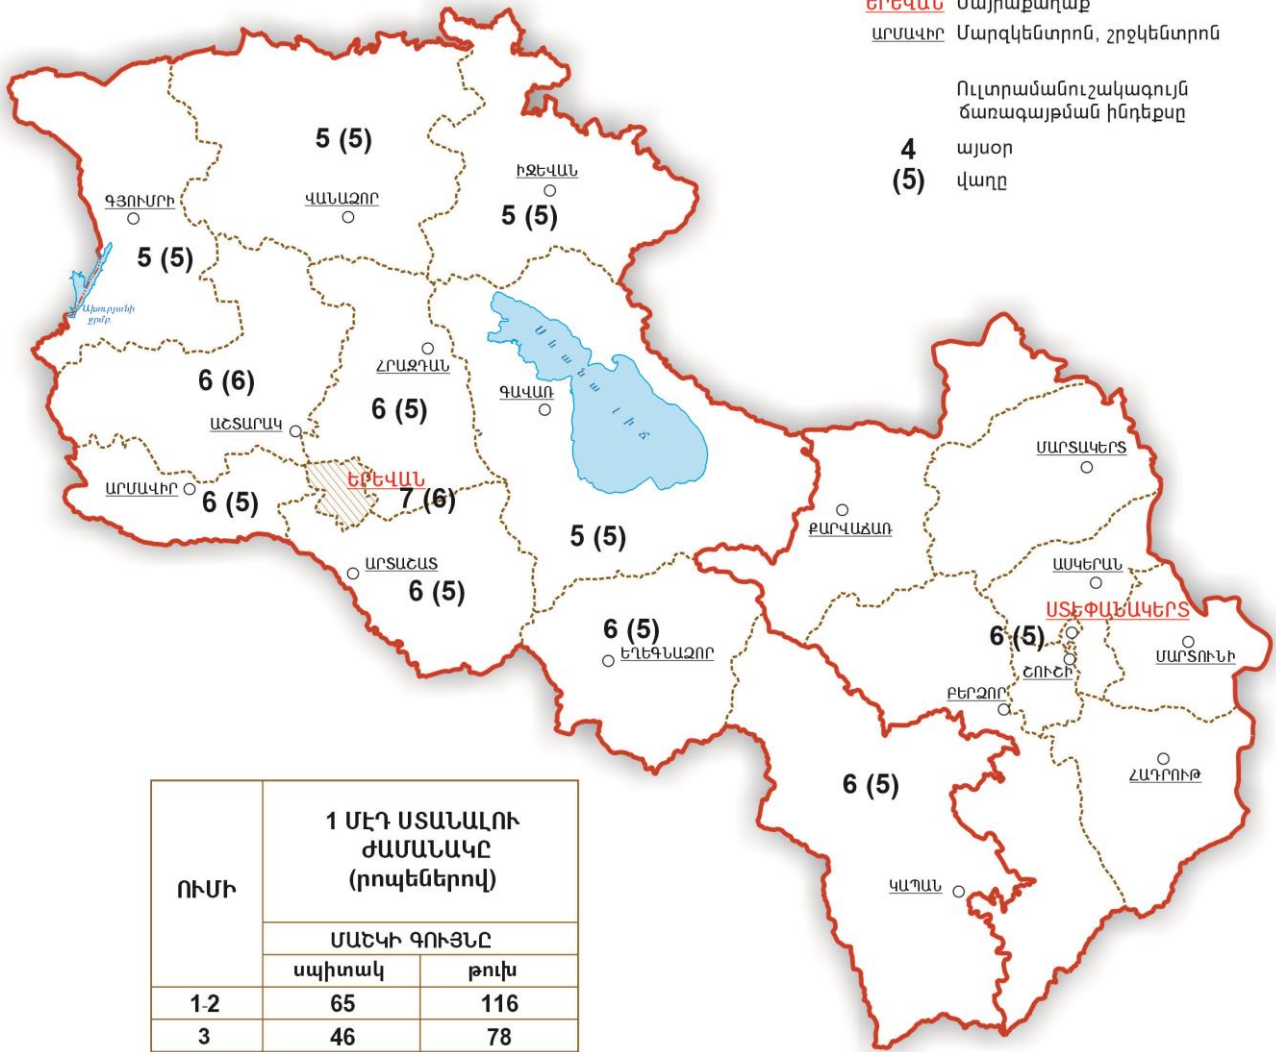 ԵՐԵՎԱՆ Մայրաքաղաք
ԱՐՄԱՎԻՐ Մարզկենտրոն, շրջկենտրոն
Ուլտրամանուշակագույն
ճառագայթման ինդեքսը
4 այսօր
(5) վաղը
5 (5)
ԻՋԵՎԱՆ
ԳՅՈՒՄՐԻ
ՎԱՆԱՁՈՐ
5 (5)
5 (5)
Ախուրյանի
ջրմբ.
Սևանա լիճ
ՀՐԱԶԴԱՆ
6 (6)
ԳԱՎԱՌ
6 (5)
ԱՇՏԱՐԱԿ
ՄԱՐՏԱԿԵՐՏ
ԵՐԵՎԱՆ
ԱՐՄԱՎԻՐ
6 (5)
7 (6)
ՔԱՐՎԱՃԱՌ
5 (5)
ԱՐՏԱՇԱՏ
ԱՍԿԵՐԱՆ
6 (5)
ՍՏԵՓԱՆԱԿԵՐՏ
6 (5)
6 (5)
ԵՂԵԳՆԱՁՈՐ
ՄԱՐՏՈՒՆԻ
ՇՈՒՇԻ
ԲԵՐՁՈՐ
ՀԱԴՐՈՒԹ
6 (5)
ԿԱՊԱՆ
1 ՄԷԴ ՍՏԱՆԱԼՈՒ
ԺԱՄԱՆԱԿԸ
(րոպեներով)
ՈՒՄԻ
ՄԱՇԿԻ ԳՈՒՅՆԸ
սպիտակ թուխ
1-2 65 116
3 46 78